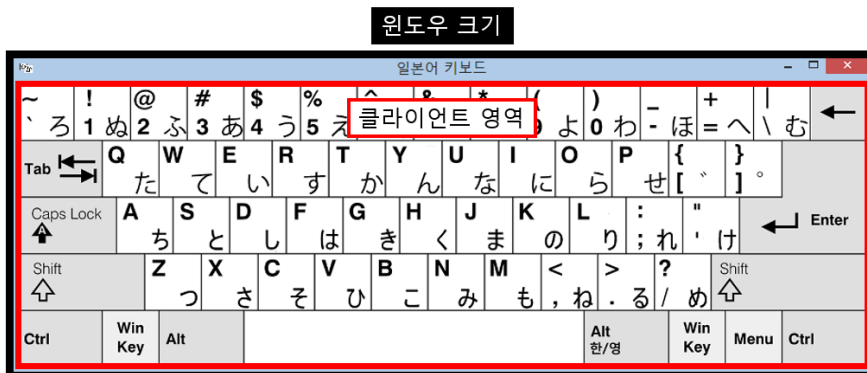 윈도우 크기
일본어 키보드
클라이언트 영역
~ ! @ # $ % ^ & * ( ) _ + |
` ろ 1 ぬ 2 ふ 3 あ 4 う 5 え 9 よ 0 わ - ほ = へ \ む
Tab Q W E R T Y U I O P { }
た て い す か ん な に ら せ [ ゛ ] ゜
Caps Lock A S D F G H J K L : " Enter
ち と し は き く ま の り ; れ ' け
Shift Z X C V B N M < > ? Shift
つ さ そ ひ こ み も , ね . る / め
Ctrl Win Key Alt Alt 한/영 Win Key Menu Ctrl